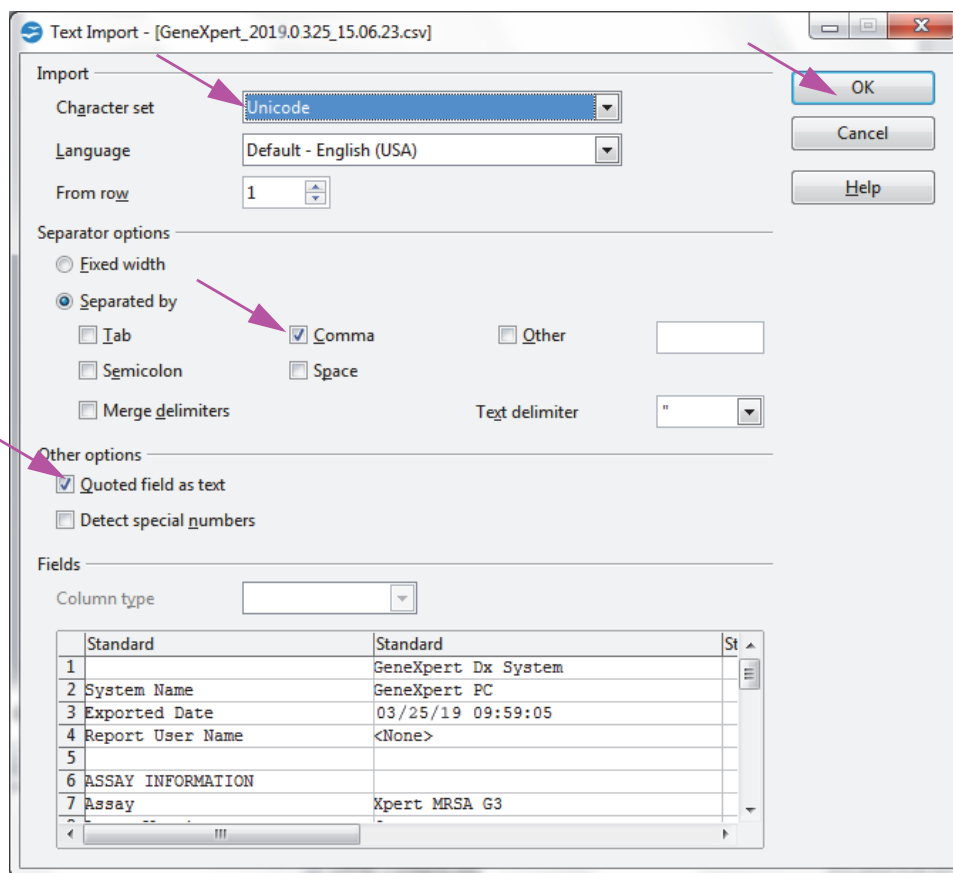 Text Import - [GeneXpert_2019.0325_15.06.23.csv]
Import
OK
Character set Unicode
Cancel
Language Default - English (USA)
From row 1
Help
Separator options
Fixed width
Separated by
Tab Comma Other
Semicolon Space
Merge delimiters Text delimiter "
Other options
Quoted field as text
Detect special numbers
Fields
Column type
Standard Standard St
1 GeneXpert Dx System
2 System Name GeneXpert PC
3 Exported Date 03/25/19 09:59:05
4 Report User Name <None>
5
6 ASSAY INFORMATION
7 Assay Xpert MRSA G3